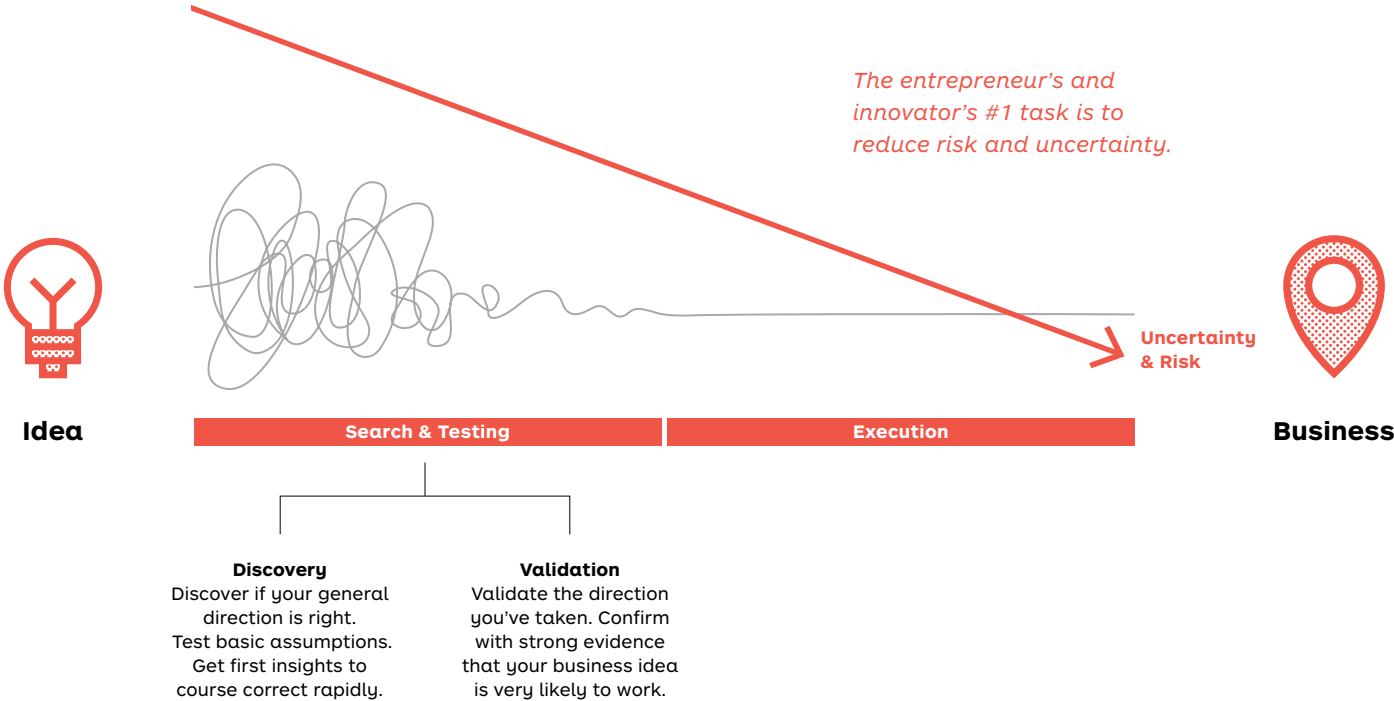 The entrepreneur's and
innovator's #1 task is to
reduce risk and uncertainty.
Uncertainty
& Risk
Idea
Search & Testing
Execution
Business
Discovery
Discover if your general
direction is right.
Test basic assumptions.
Get first insights to
course correct rapidly.
Validation
Validate the direction
you've taken. Confirm
with strong evidence
that your business idea
is very likely to work.